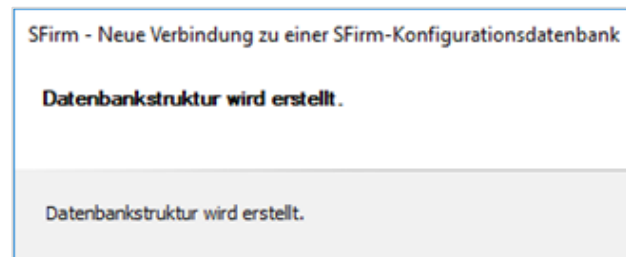 SFirm - Neue Verbindung zu einer SFirm-Konfigurationsdatenbank
Datenbankstruktur wird erstellt.
Datenbankstruktur wird erstellt.